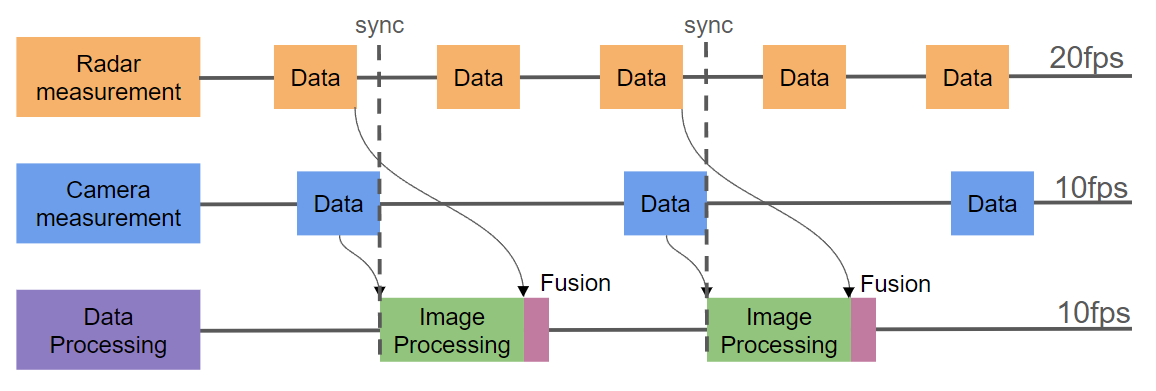 sync
sync
Radar
measurement
Data
Data
Data
Data
Data
20fps
Camera
measurement
Data
Data
Data
10fps
Fusion
Fusion
Data
Processing
Image
Processing
Image
Processing
10fps